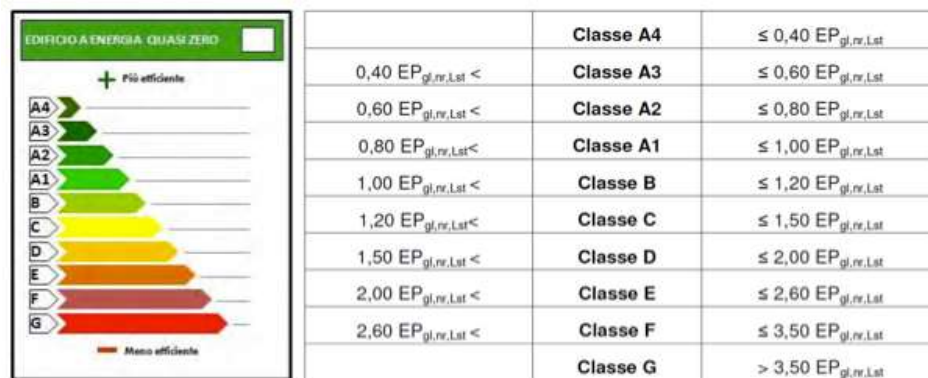 EDIFICIO A ENERGIA QUASI ZERO
+ Più efficiente
A4
A3
A2
A1
B
C
D
E
F
G
Meno efficiente
Classe A4 ≤ 0,40 EPgl,nr,Lst
0,40 EPgl,nr,Lst < Classe A3 ≤ 0,60 EPgl,nr,Lst
0,60 EPgl,nr,Lst < Classe A2 ≤ 0,80 EPgl,nr,Lst
0,80 EPgl,nr,Lst< Classe A1 ≤ 1,00 EPgl,nr,Lst
1,00 EPgl,nr,Lst < Classe B ≤ 1,20 EPgl,nr,Lst
1,20 EPgl,nr,Lst< Classe C ≤ 1,50 EPgl,nr,Lst
1,50 EPgl,nr,Lst < Classe D ≤ 2,00 EPgl,nr,Lst
2,00 EPgl,nr,Lst < Classe E ≤ 2,60 EPgl,nr,Lst
2,60 EPgl,nr,Lst < Classe F ≤ 3,50 EPgl,nr,Lst
Classe G > 3,50 EPgl,nr,Lst